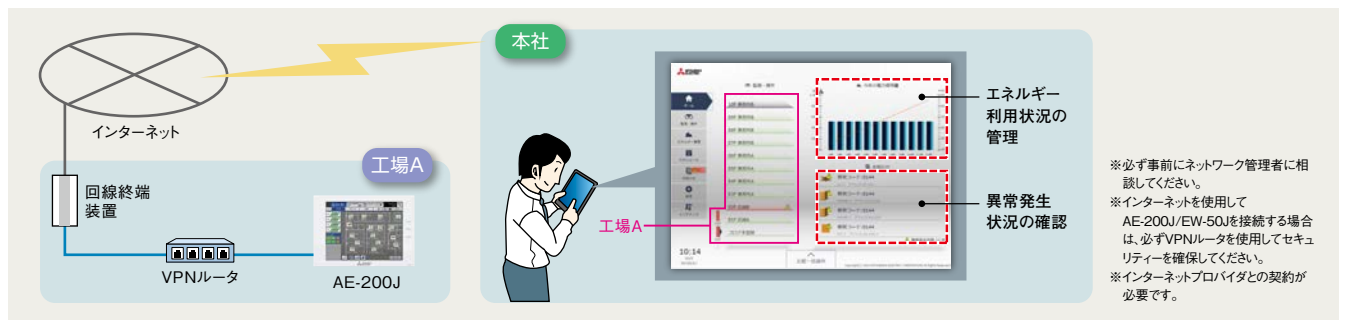 インターネット
工場A
回線終端
装置
VPNルータ
AE-200J
本社
工場A
10:14
エネルギー
利用状況の
管理
異常発生
状況の確認
※必ず事前にネットワーク管理者に相
談してください。
※インターネットを使用して
AE-200J/EW-50Jを接続する場合
は、必ずVPNルータを使用してセキュ
リティーを確保してください。
※インターネットプロバイダとの契約が
必要です。